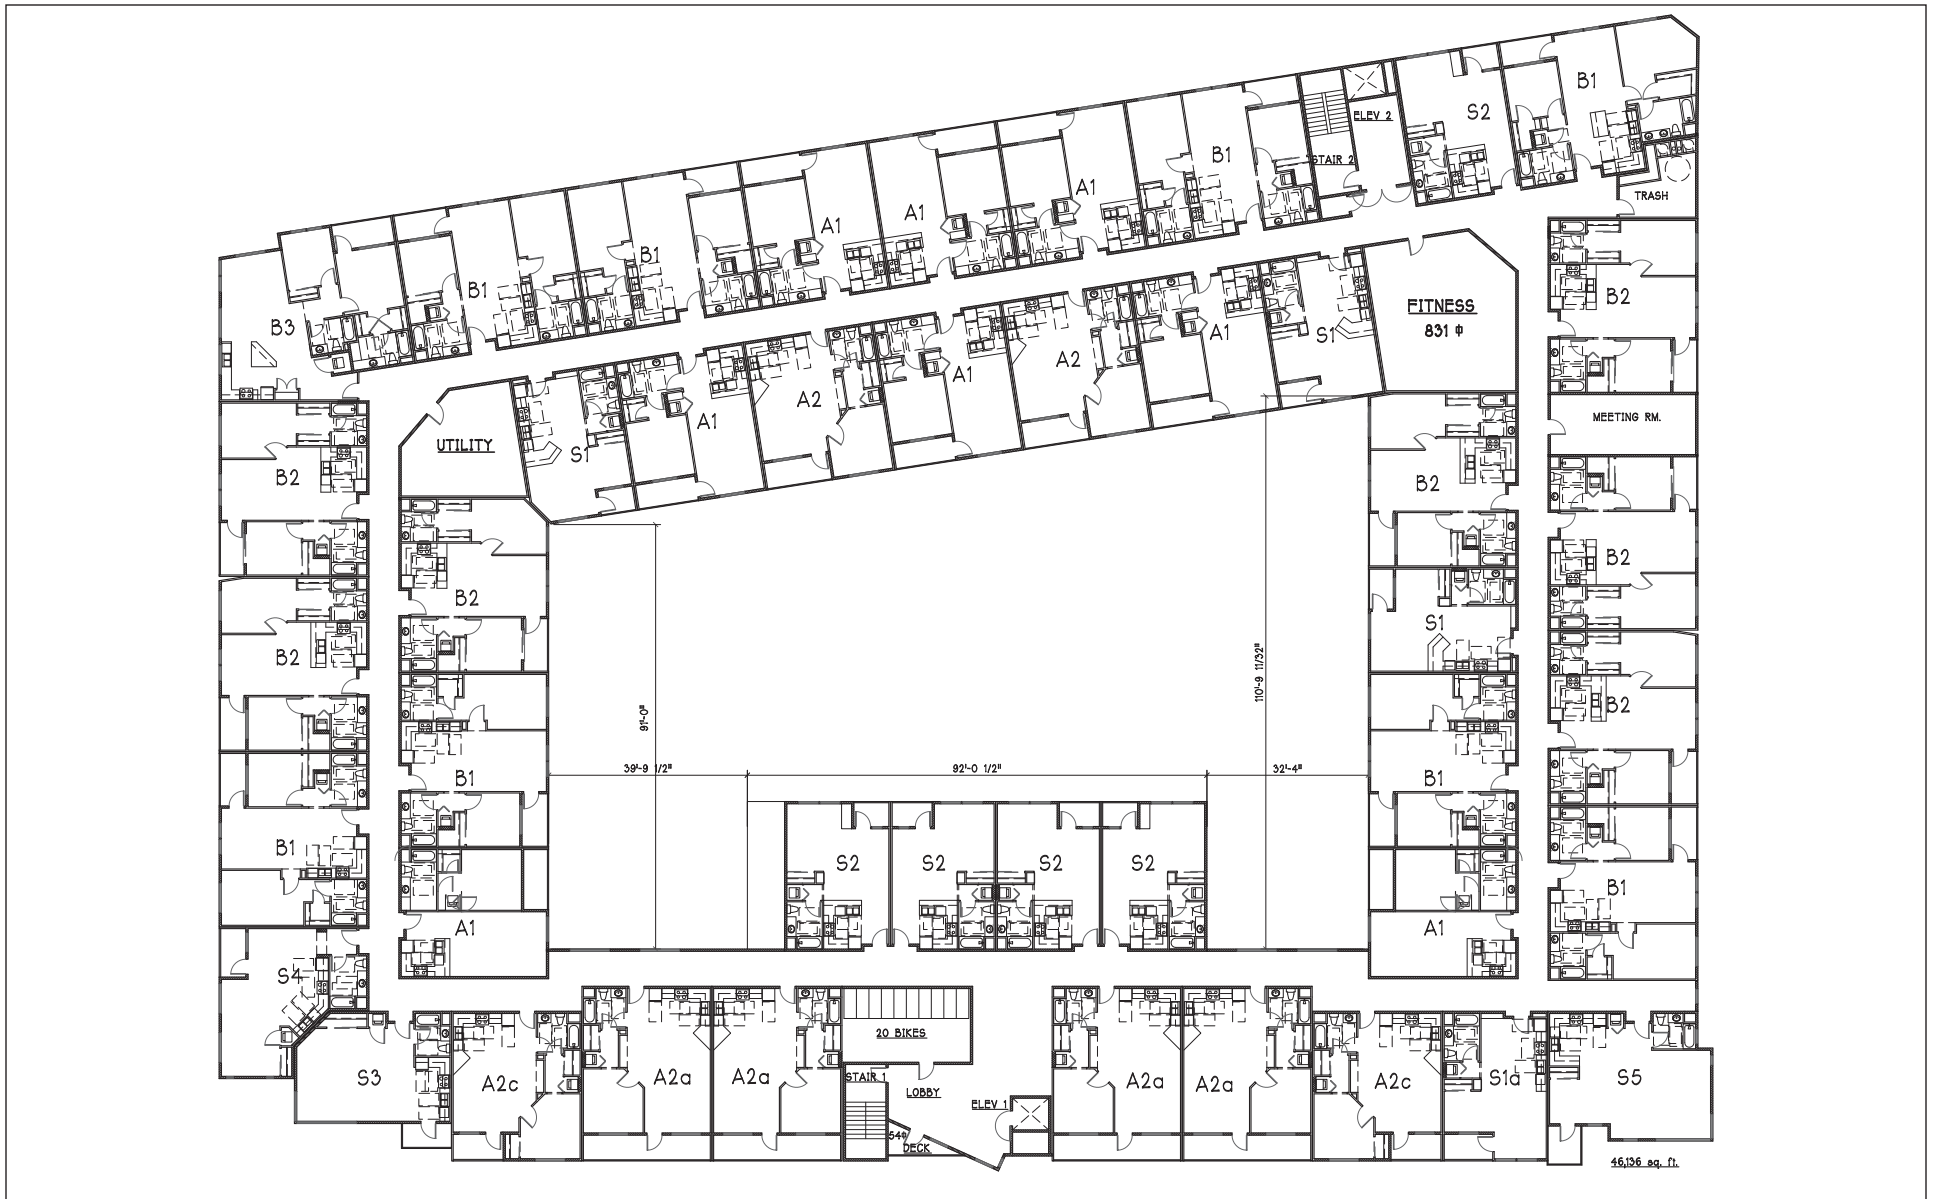 B1
S2
ELEV 2
STAIR 2
B1
TRASH
A1
A1
A1
B1
B1
B3
FITNESS
831 ф
B2
S1
A1
A2
A1
A2
A1
S1
UTILITY
MEETING RM.
B2
B2
B2
B2
S1
B2
B2
B2
91'-0"
110'-9 11/32"
39'-9 1/2"
92'-0 1/2"
32'-4"
B1
B1
B1
S2
S2
S2
S2
B1
A1
A1
S4
20 BIKES
S3
A2c
A2a
A2a
STAIR 1
LOBBY
ELEV 1
A2a
A2a
A2c
S1a
S5
54ф
DECK
46,136 sq. ft.